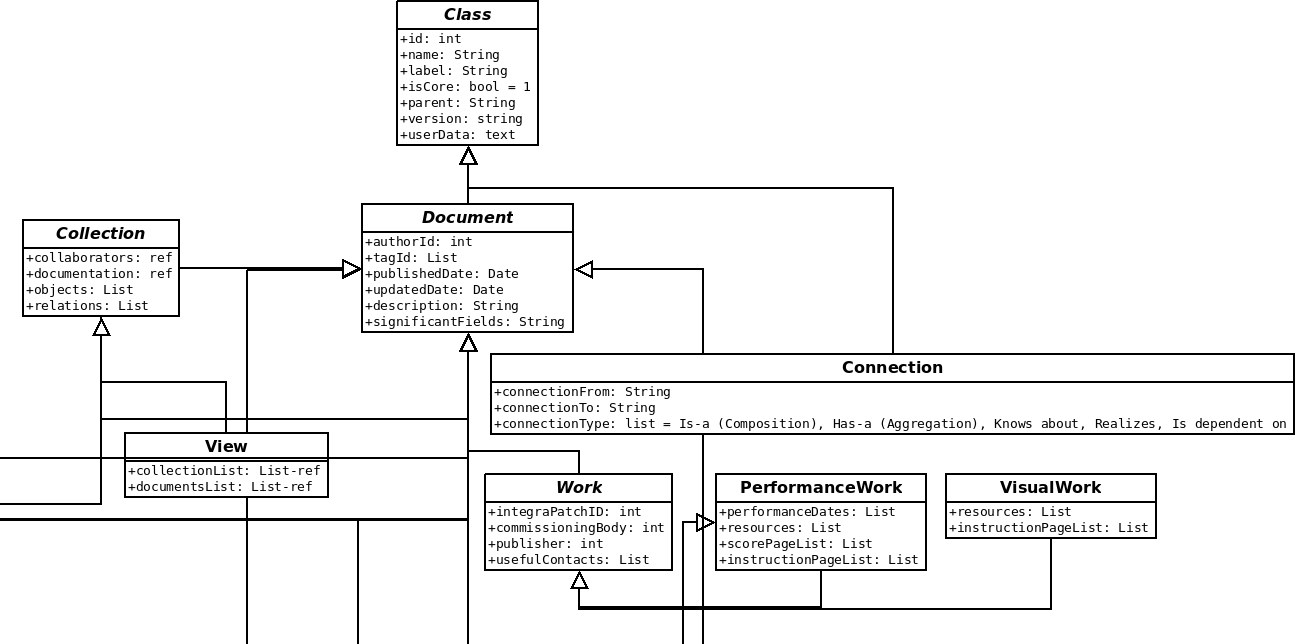 Class
+id: int
+name: String
+label: String
+isCore: bool = 1
+parent: String
+version: string
+userData: text
Collection
+collaborators: ref
+documentation: ref
+objects: List
+relations: List
Document
+authorId: int
+tagId: List
+publishedDate: Date
+updatedDate: Date
+description: String
+significantFields: String
Connection
+connectionFrom: String
+connectionTo: String
+connectionType: list = Is-a (Composition), Has-a (Aggregation), Knows about, Realizes, Is dependent on
View
+collectionList: List-ref
+documentsList: List-ref
Work
+integraPatchID: int
+commissioningBody: int
+publisher: int
+usefulContacts: List
PerformanceWork
+performanceDates: List
+resources: List
+scorePageList: List
+instructionPageList: List
VisualWork
+resources: List
+instructionPageList: List